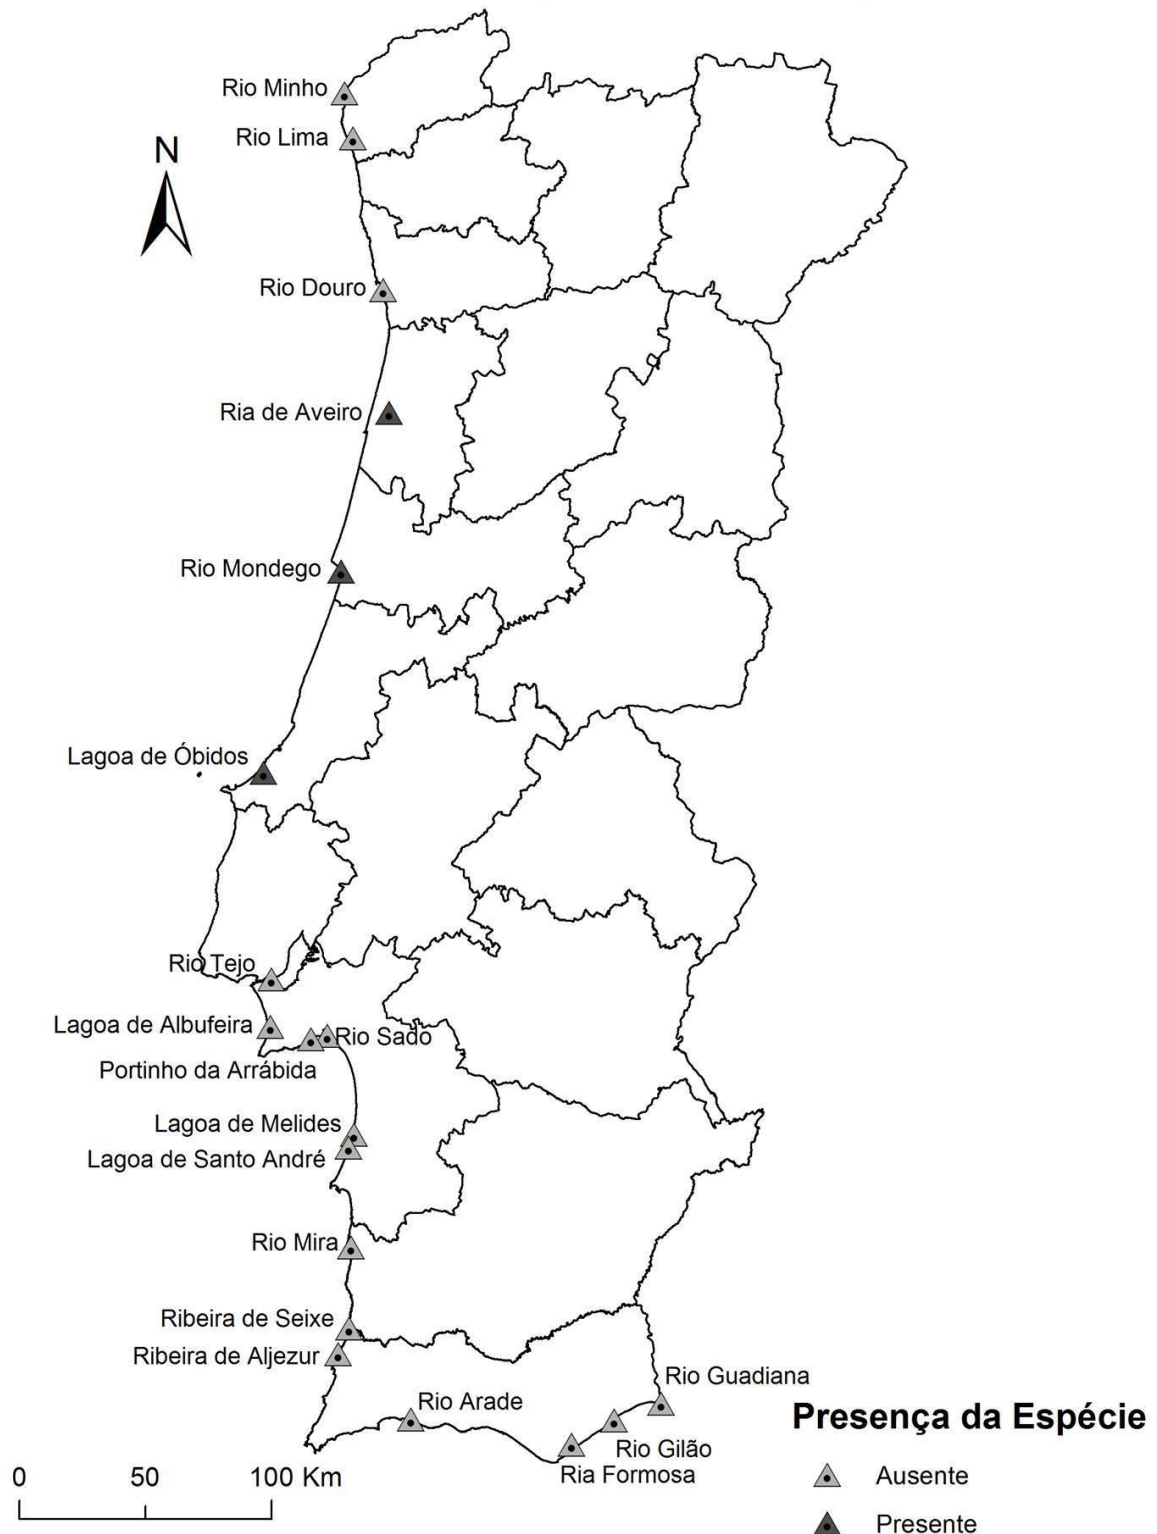 Rio Minho
Rio Lima
N
Rio Douro
Ria de Aveiro
Rio Mondego
Lagoa de Óbidos
Rio Tejo
Lagoa de Albufeira
Rio Sado
Portinho da Arrábida
Lagoa de Melides
Lagoa de Santo André
Rio Mira
Ribeira de Seixe
Ribeira de Aljezur
Rio Guadiana
Rio Arade
Rio Gilão
Ria Formosa
Presença da Espécie
Ausente
Presente
0 50 100 Km